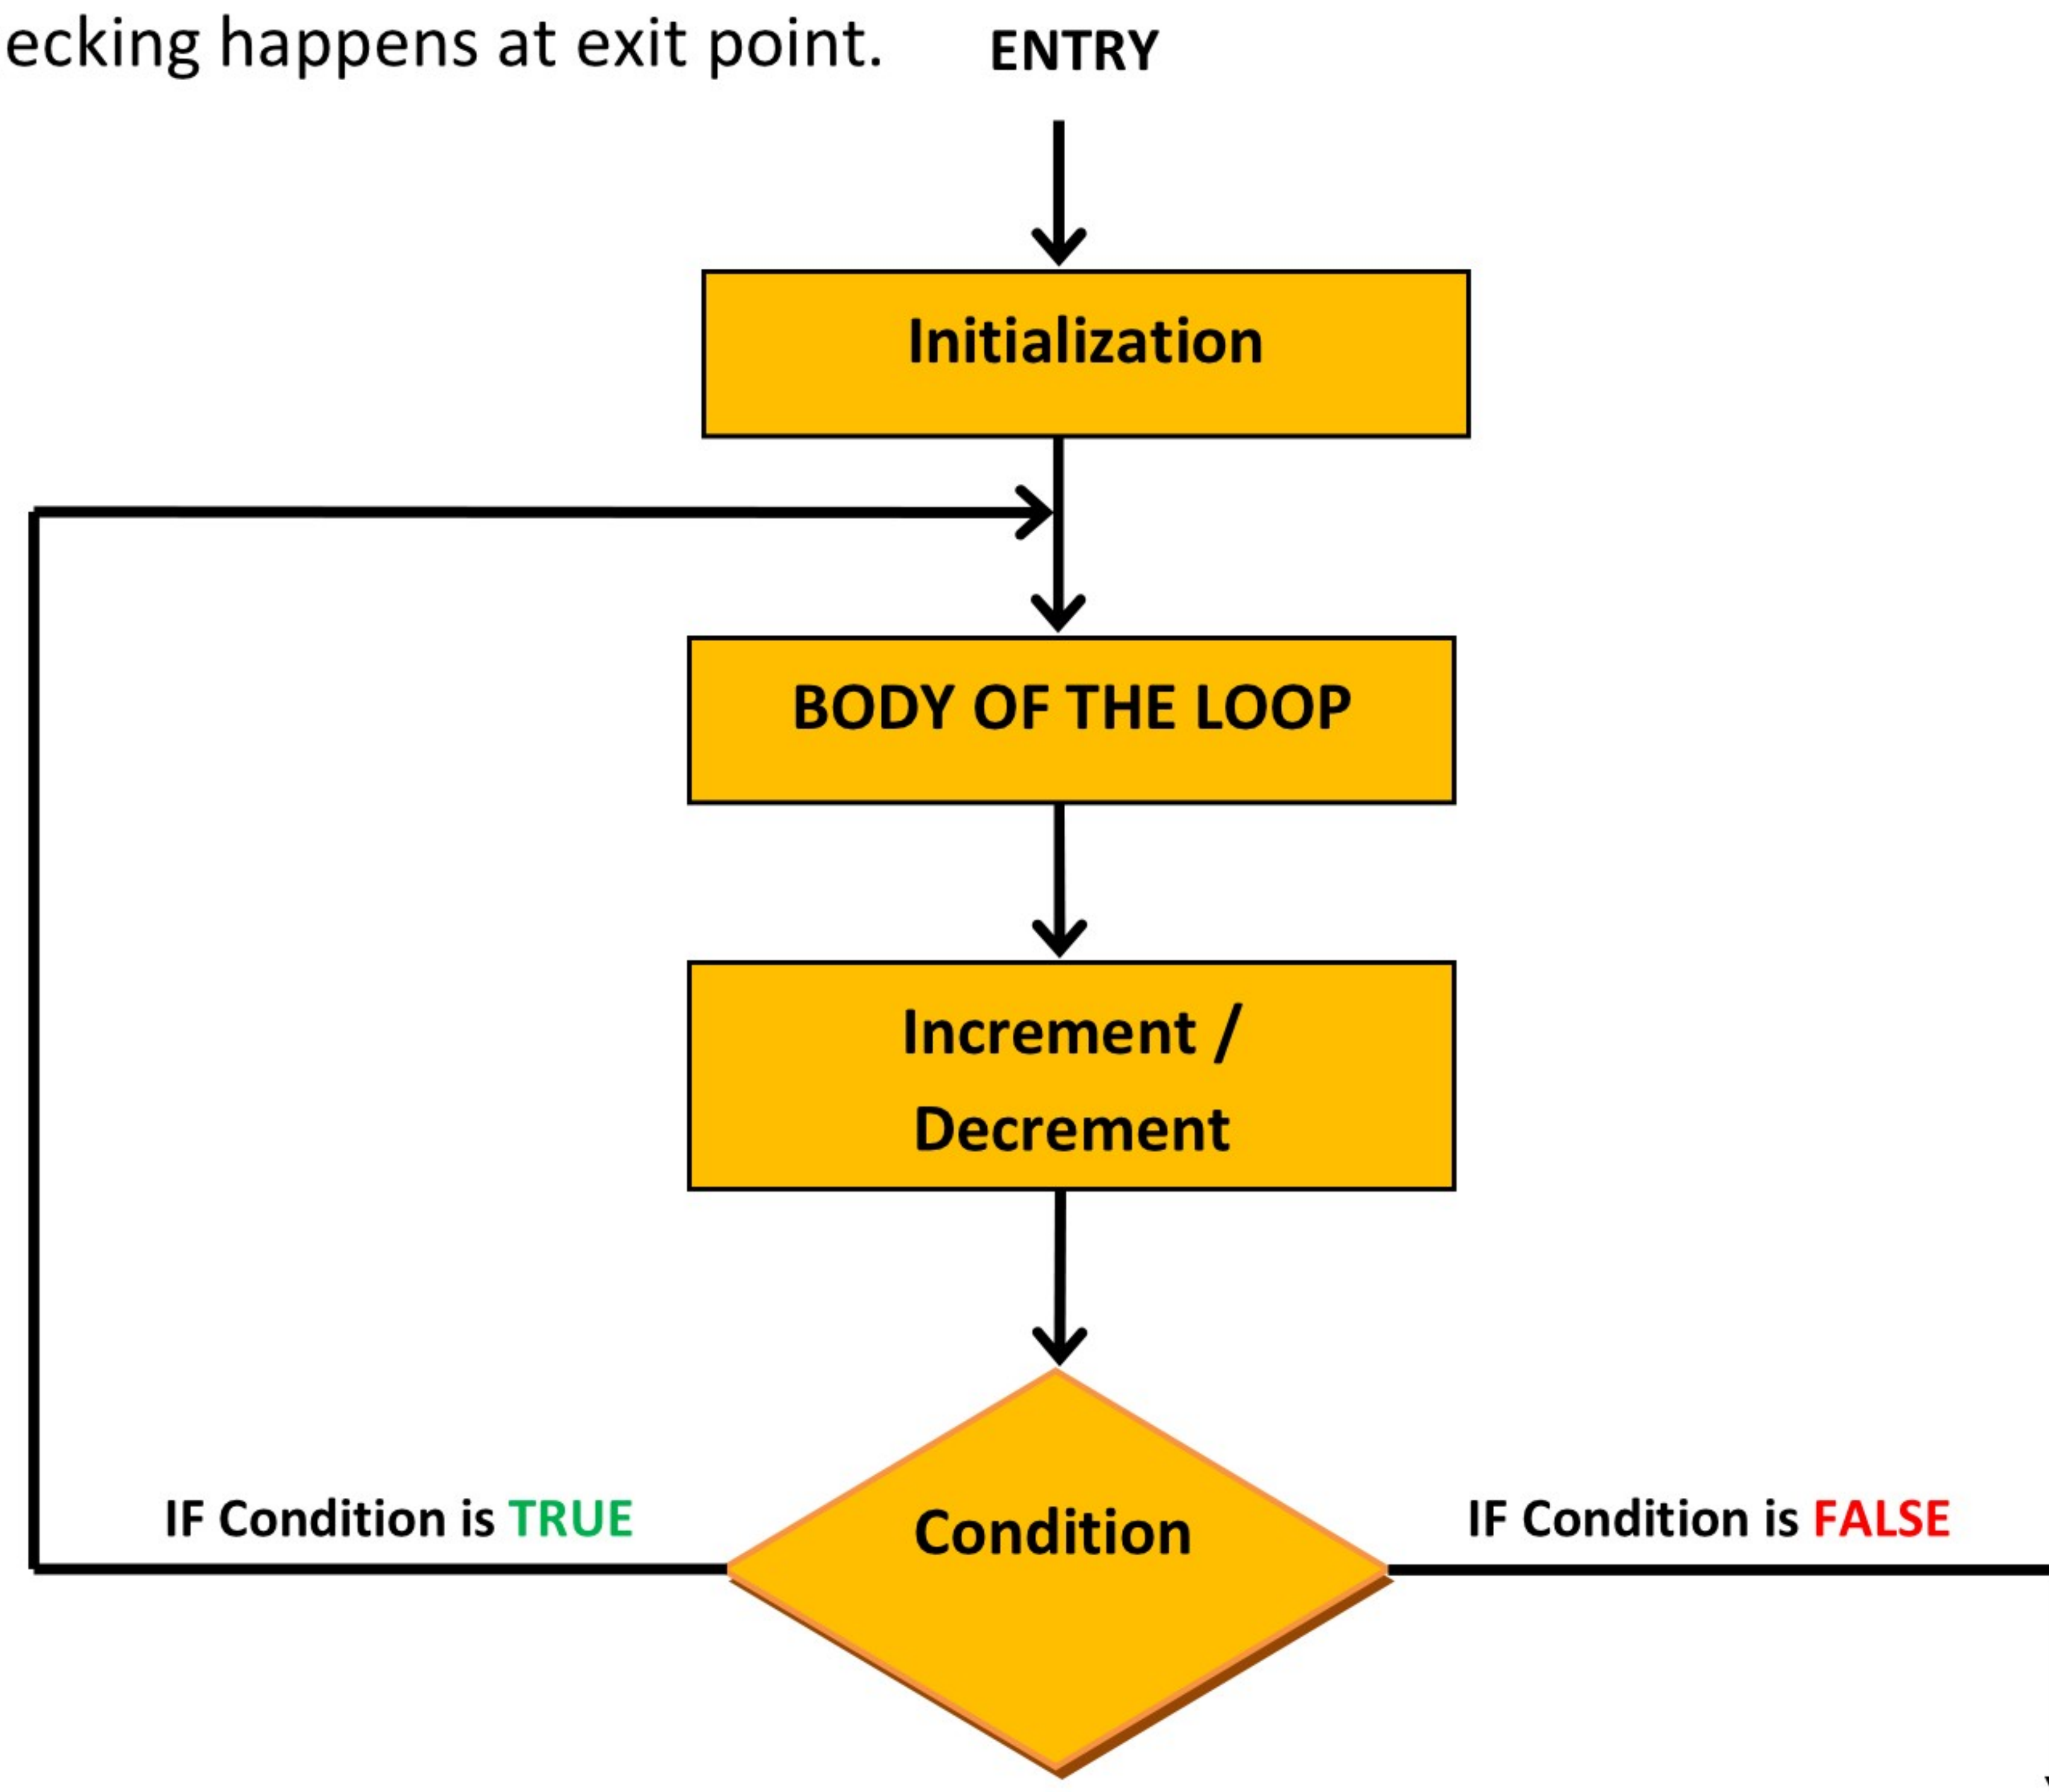 ecking happens at exit point.
ENTRY
Initialization
BODY OF THE LOOP
Increment /
Decrement
Condition
IF Condition is TRUE
IF Condition is FALSE